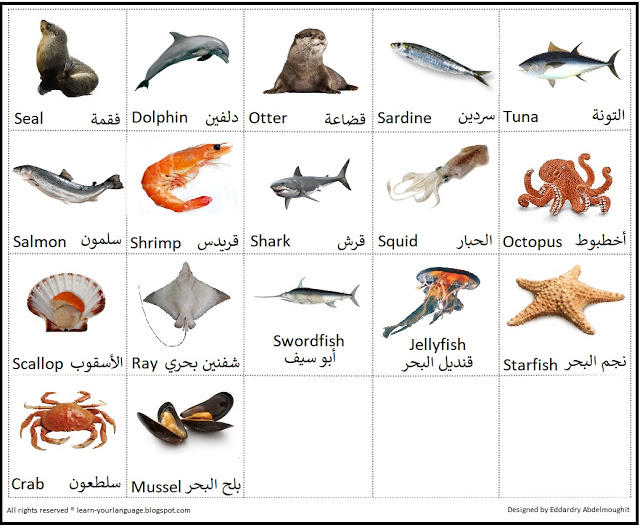 Seal فقمة
Dolphin دلفين
Otter قضاعة
Sardine سردين
Tuna التونة
Salmon سلمون
Shrimp قريدس
Shark قرش
Squid الحبار
Octopus أخطبوط
Scallop الأسقوب
Ray شفنين بحري
Swordfish
أبو سيف
Jellyfish
قنديل البحر
Starfish نجم البحر
Crab سلطعون
Mussel بلح البحر
All rights reserved ® learn-yourlanguage.blogspot.com
Designed by Eddardry Abdelmoughit